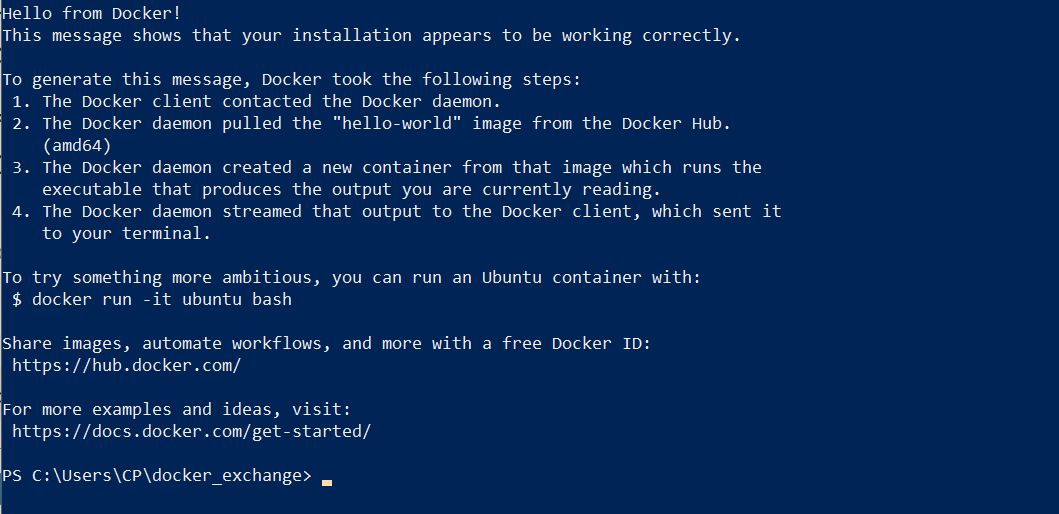 Hello from Docker!
This message shows that your installation appears to be working correctly.
To generate this message, Docker took the following steps:
1. The Docker client contacted the Docker daemon.
2. The Docker daemon pulled the "hello-world" image from the Docker Hub.
(amd64)
3. The Docker daemon created a new container from that image which runs the
executable that produces the output you are currently reading.
4. The Docker daemon streamed that output to the Docker client, which sent it
to your terminal.
To try something more ambitious, you can run an Ubuntu container with:
$ docker run -it ubuntu bash
Share images, automate workflows, and more with a free Docker ID:
https://hub.docker.com/
For more examples and ideas, visit:
https://docs.docker.com/get-started/
PS C:\Users\CP\docker_exchange>